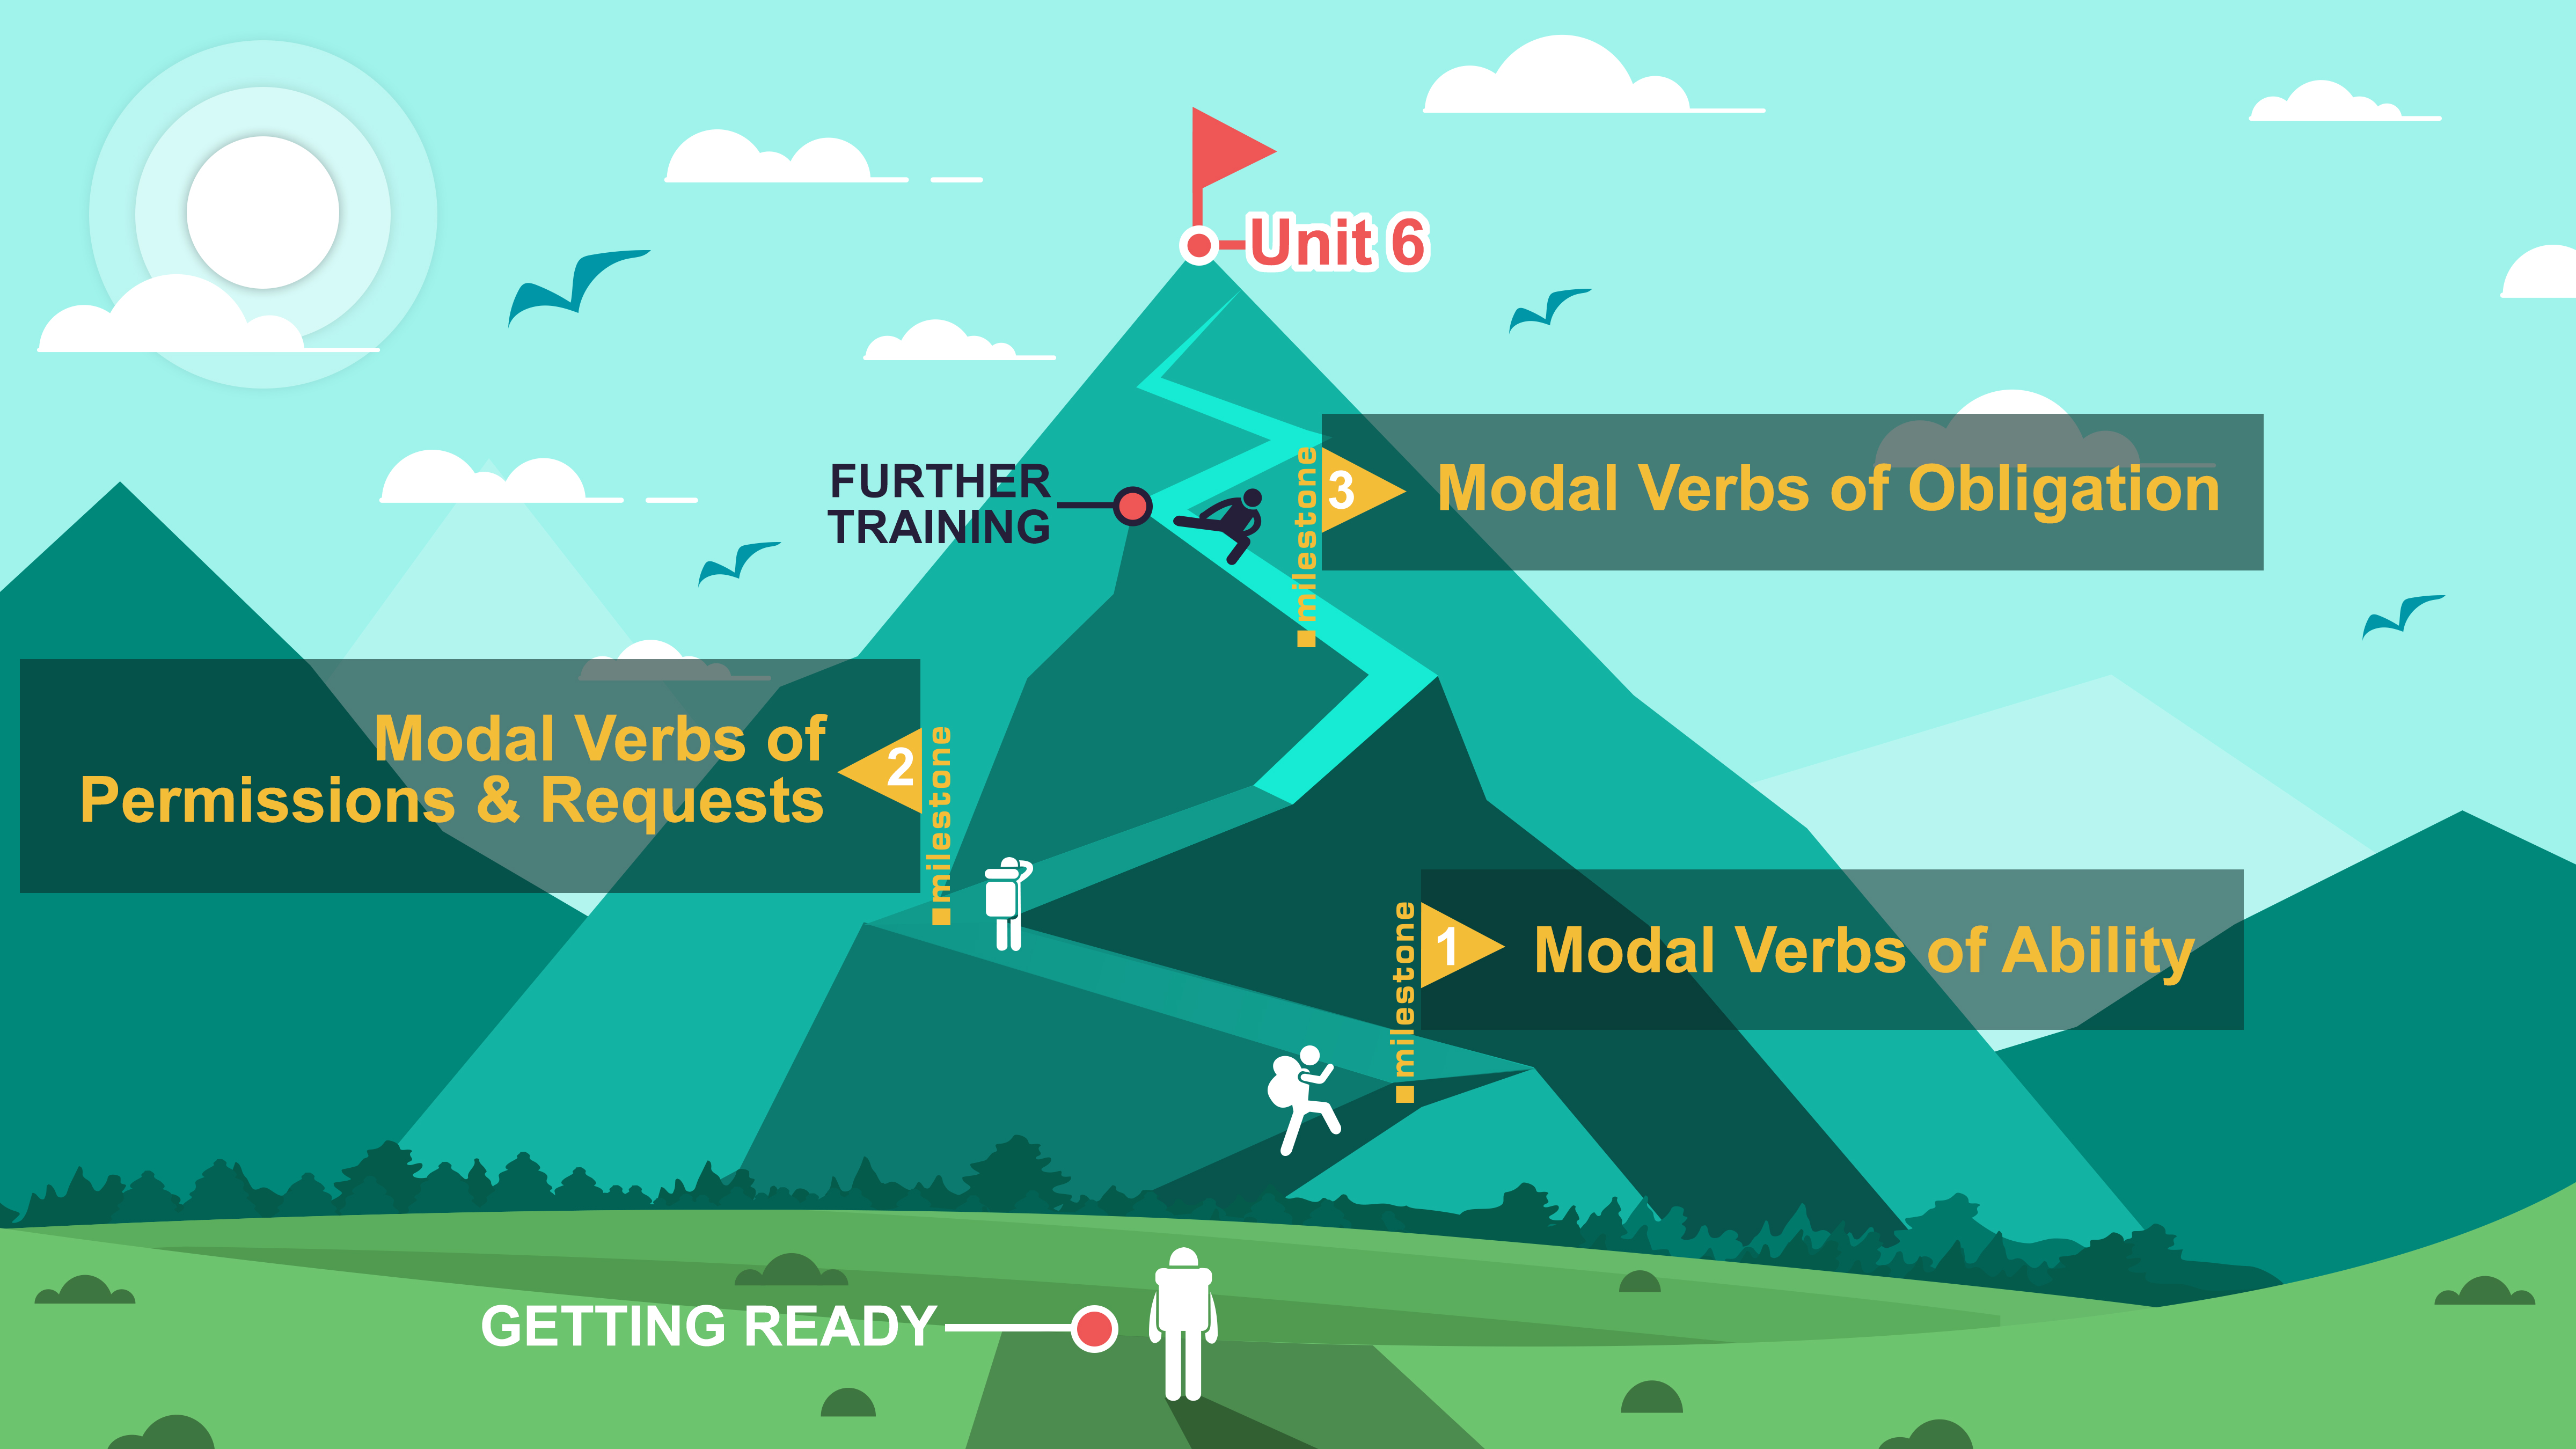 Unit 6
FURTHER
TRAINING
milestone
3
Modal Verbs of Obligation
Modal Verbs of
Permissions & Requests
2
milestone
milestone
1
Modal Verbs of Ability
GETTING READY